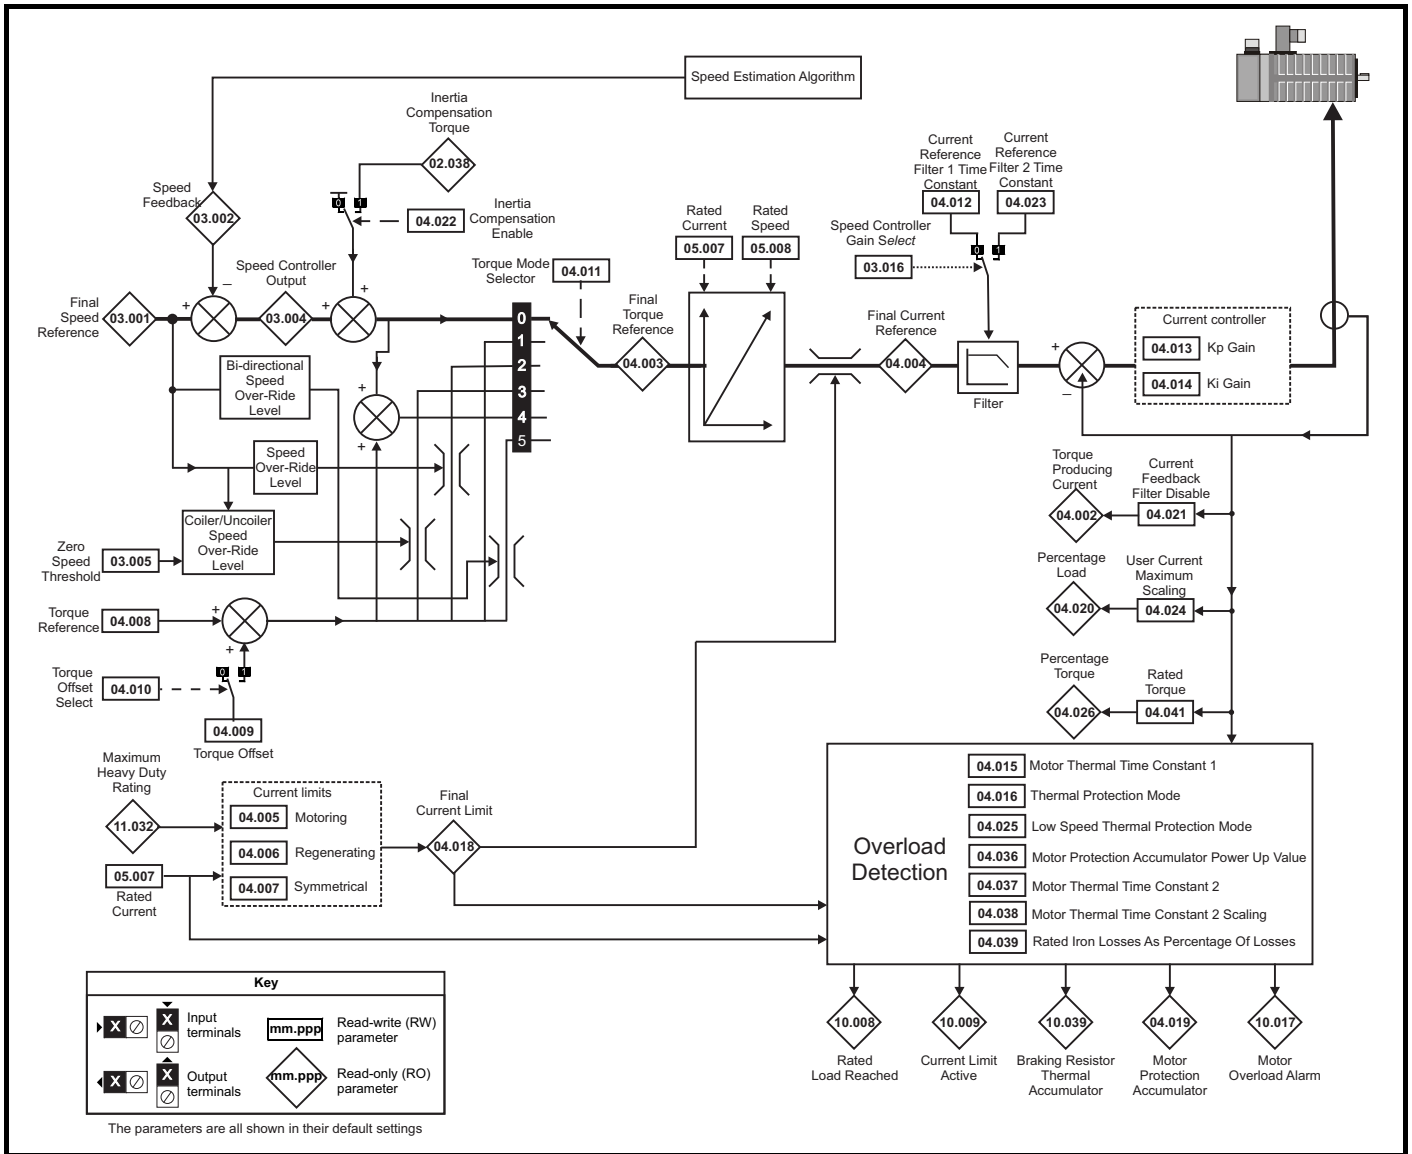 Speed Estimation Algorithm
Inertia
Compensation
Torque
02.038
Speed
Feedback
03.002
0 1
04.022
Inertia
Compensation
Enable
Current
Reference
Filter 1 Time
Constant
04.012
Current
Reference
Filter 2 Time
Constant
04.023
0 1
Speed Controller
Gain Select
03.016
Rated
Current
05.007
Rated
Speed
05.008
Torque Mode
Selector
04.011
Final
Speed
Reference
03.001
+
–
Speed Controller
Output
03.004
+
+
0
1
2
3
4
5
Final
Torque
Reference
04.003
Final Current
Reference
04.004
Filter
+
–
Current controller
04.013
Kp Gain
04.014
Ki Gain
Bi-directional
Speed
Over-Ride
Level
+
+
Speed
Over-Ride
Level
Coiler/Uncoiler
Speed
Over-Ride
Level
Zero
Speed
Threshold
03.005
Torque
Reference
04.008
+
+
Torque
Offset
Select
04.010
0 1
04.009
Torque Offset
Torque
Producing
Current
04.002
Current
Feedback
Filter Disable
04.021
Percentage
Load
04.020
User Current
Maximum
Scaling
04.024
Percentage
Torque
04.026
Rated
Torque
04.041
Maximum
Heavy Duty
Rating
11.032
05.007
Rated
Current
Current limits
04.005
Motoring
04.006
Regenerating
04.007
Symmetrical
Final
Current Limit
04.018
Overload
Detection
04.015
Motor Thermal Time Constant 1
04.016
Thermal Protection Mode
04.025
Low Speed Thermal Protection Mode
04.036
Motor Protection Accumulator Power Up Value
04.037
Motor Thermal Time Constant 2
04.038
Motor Thermal Time Constant 2 Scaling
04.039
Rated Iron Losses As Percentage Of Losses
10.008
Rated
Load Reached
10.009
Current Limit
Active
10.039
Braking Resistor
Thermal
Accumulator
04.019
Motor
Protection
Accumulator
10.017
Motor
Overload Alarm
Key
X
X
Input
terminals
mm.ppp
Read-write (RW)
parameter
X
X
Output
terminals
mm.ppp
Read-only (RO)
parameter
The parameters are all shown in their default settings